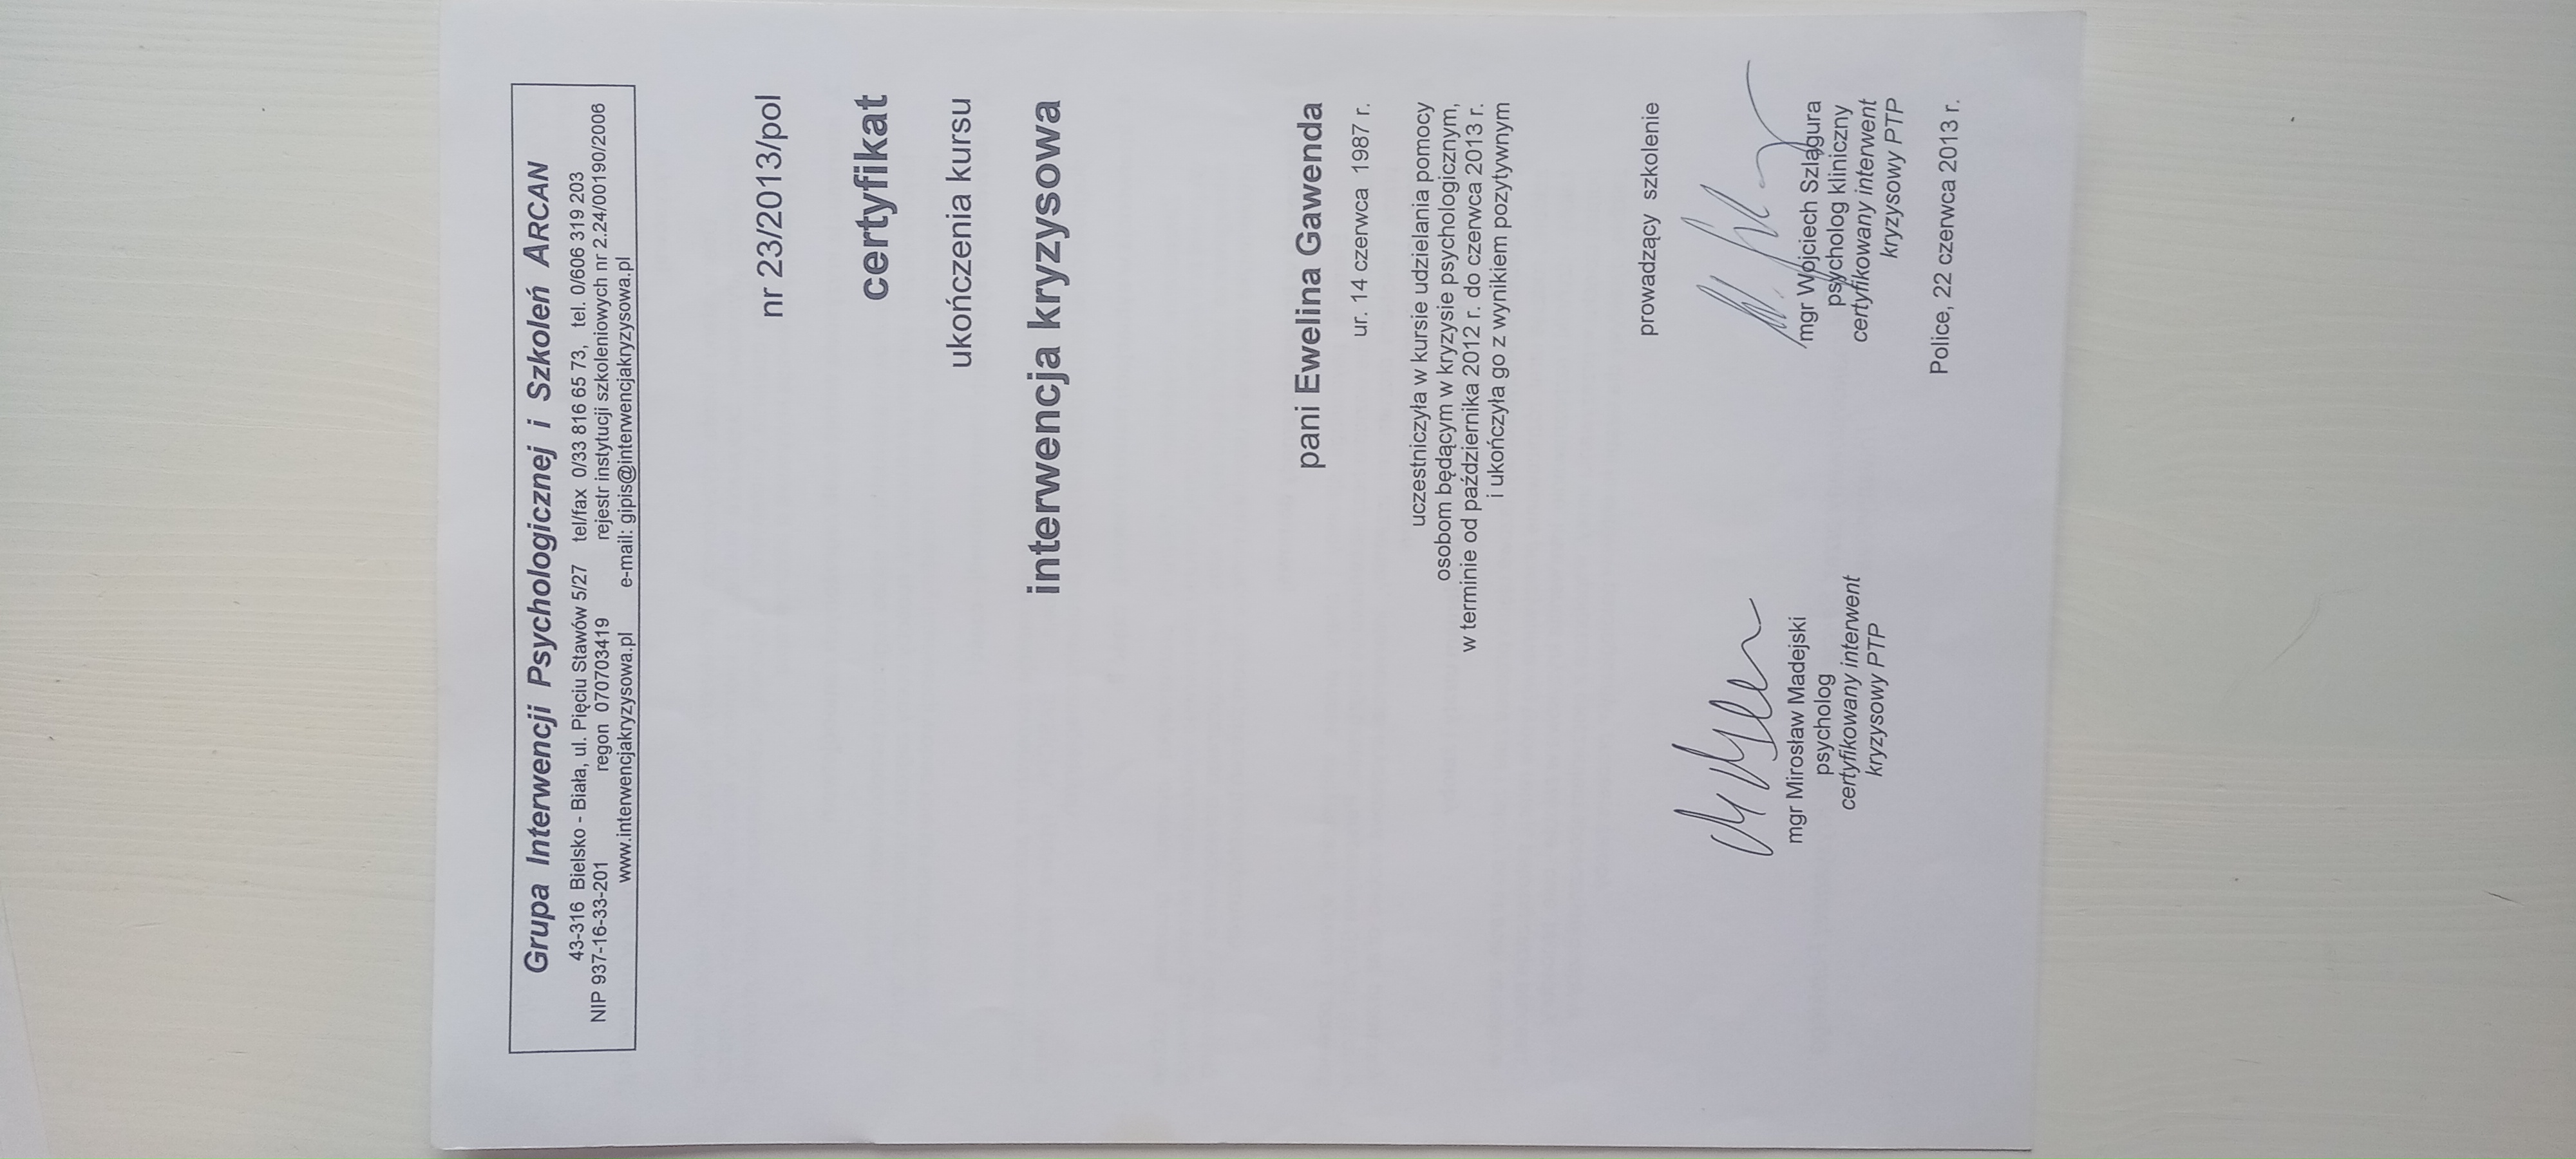 Grupa Interwencji Psychologicznej i Szkoleń ARCAN
43-316 Bielsko - Biała, ul. Pięciu Stawów 5/27 tel/fax 0/33 816 65 73, tel. 0/606 319 203
NIP 937-16-33-201 regon 070703419 rejestr instytucji szkoleniowych nr 2.24/00190/2006
www.interwencjakryzysowa.pl e-mail: gipis@interwencjakryzysowa.pl
nr 23/2013/pol
certyfikat
ukończenia kursu
interwencja kryzysowa
pani Ewelina Gawenda
ur. 14 czerwca 1987 r.
uczestniczyła w kursie udzielania pomocy
osobom będącym w kryzysie psychologicznym,
w terminie od października 2012 r. do czerwca 2013 r.
i ukończyła go z wynikiem pozytywnym
prowadzący szkolenie
mgr Mirosław Madejski
psycholog
certyfikowany interwent
kryzysowy PTP
mgr Wojciech Szlagura
psycholog kliniczny
certyfikowany interwent
kryzysowy PTP
Police, 22 czerwca 2013 r.